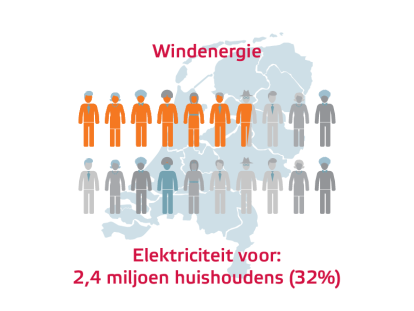 Windenergie
Elektriciteit voor:
2,4 miljoen huishoudens (32%)